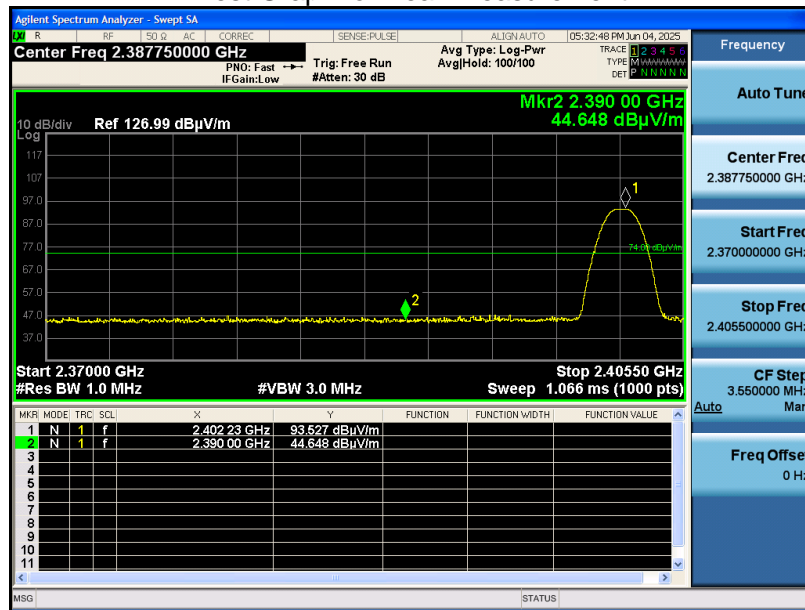 Agilent Spectrum Analyzer - Swept SA
LXI R RF 50 Ω AC CORREC SENSE:PULSE ALIGN AUTO 05:32:48 PM Jun 04, 2025
Center Freq 2.387750000 GHz
PNO: Fast
IFGain:Low
Trig: Free Run
#Atten: 30 dB
Avg Type: Log-Pwr
Avg|Hold: 100/100
TRACE 1 2 3 4 5 6
TYPE M W W W W W
DET P N N N N N
Mkr2 2.390 00 GHz
44.648 dBµV/m
10 dB/div Ref 126.99 dBµV/m
Log
117
107
97.0
87.0
77.0
67.0
57.0
47.0
37.0
1
2
74.00 dBµV/m
Start 2.37000 GHz Stop 2.40550 GHz
#Res BW 1.0 MHz #VBW 3.0 MHz Sweep 1.066 ms (1000 pts)
MKR MODE TRC SCL X Y FUNCTION FUNCTION WIDTH FUNCTION VALUE
1 N 1 f 2.402 23 GHz 93.527 dBµV/m
2 N 1 f 2.390 00 GHz 44.648 dBµV/m
3
4
5
6
7
8
9
10
11
MSG STATUS
Frequency
Auto Tune
Center Freq
2.387750000 GHz
Start Freq
2.370000000 GHz
Stop Freq
2.405500000 GHz
CF Step
3.550000 MHz
Auto Man
Freq Offset
0 Hz